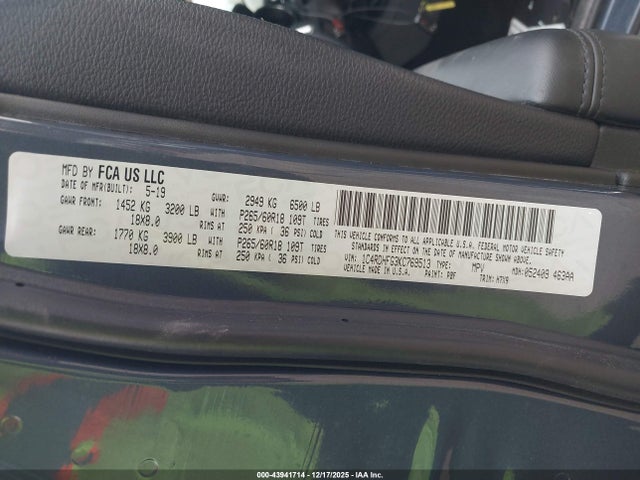 MFD BY FCA US LLC
DATE OF MFR(BUILT): 5-19 GVWR: 2949 KG 6500 LB
GAWR FRONT: 1452 KG 3200 LB WITH P265/60R18 109T TIRES
18X8.0 RIMS AT 250 KPA ( 36 PSI) COLD
GAWR REAR: 1770 KG 3900 LB WITH P265/60R18 109T TIRES
18X8.0 RIMS AT 250 KPA ( 36 PSI) COLD
THIS VEHICLE CONFORMS TO ALL APPLICABLE U.S.A. FEDERAL MOTOR VEHICLE SAFETY
STANDARDS IN EFFECT ON THE DATE OF MANUFACTURE SHOWN ABOVE.
VIN: 1C4RDHFG3KC769513 TYPE: MPV MDH: 052409 463AA
VEHICLE MADE IN U.S.A. PAINT: PBF TRIM: H7X9
000-43941714 - 12/17/2025 - IAA Inc.